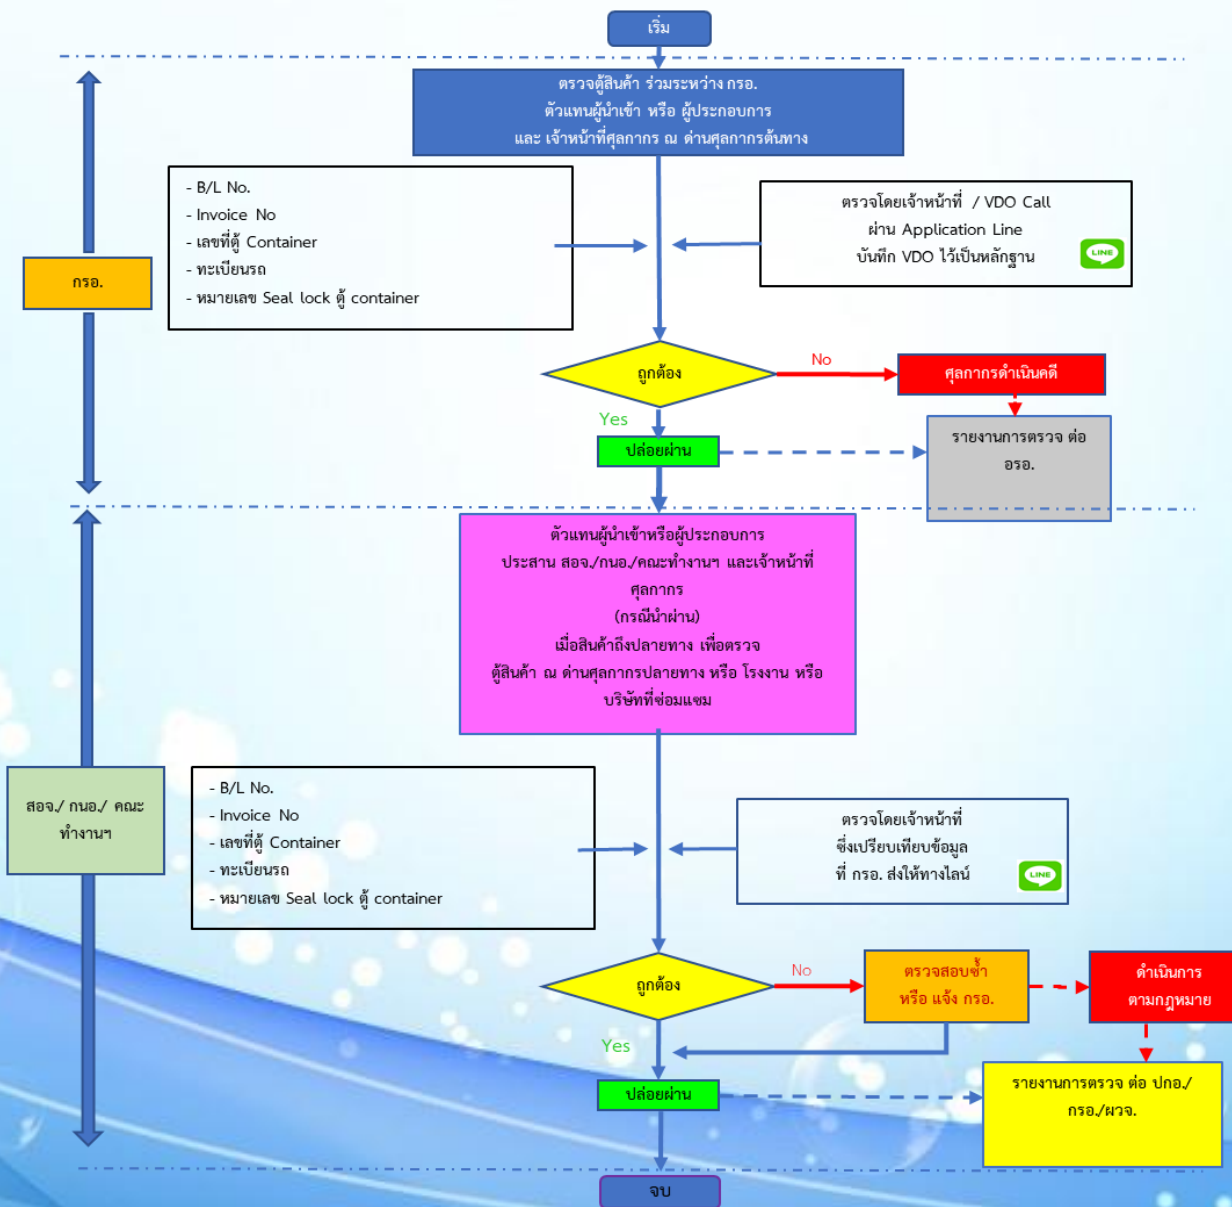 เริ่ม
ตรวจตู้สินค้า ร่วมระหว่าง กรอ.
ตัวแทนผู้นำเข้า หรือ ผู้ประกอบการ
และ เจ้าหน้าที่ศุลกากร ณ ด่านศุลกากรต้นทาง
กรอ.
- B/L No.
- Invoice No
- เลขที่ตู้ Container
- ทะเบียนรถ
- หมายเลข Seal lock ตู้ container
ตรวจโดยเจ้าหน้าที่ / VDO Call
ผ่าน Application Line
บันทึก VDO ไว้เป็นหลักฐาน
LINE
ถูกต้อง
No
ศุลกากรดำเนินคดี
Yes
ปล่อยผ่าน
รายงานการตรวจ ต่อ
อรอ.
ตัวแทนผู้นำเข้าหรือผู้ประกอบการ
ประสาน สอจ./กนอ./คณะทำงานฯ และเจ้าหน้าที่
ศุลกากร
(กรณีนำผ่าน)
เมื่อสินค้าถึงปลายทาง เพื่อตรวจ
ตู้สินค้า ณ ด่านศุลกากรปลายทาง หรือ โรงงาน หรือ
บริษัทที่ซ่อมแซม
สอจ./ กนอ./ คณะ
ทำงานฯ
- B/L No.
- Invoice No
- เลขที่ตู้ Container
- ทะเบียนรถ
- หมายเลข Seal lock ตู้ container
ตรวจโดยเจ้าหน้าที่
ซึ่งเปรียบเทียบข้อมูล
ที่ กรอ. ส่งให้ทางไลน์
LINE
ถูกต้อง
No
ตรวจสอบซ้ำ
หรือ แจ้ง กรอ.
ดำเนินการ
ตามกฎหมาย
Yes
ปล่อยผ่าน
รายงานการตรวจ ต่อ ปกอ./
กรอ./ผวจ.
จบ